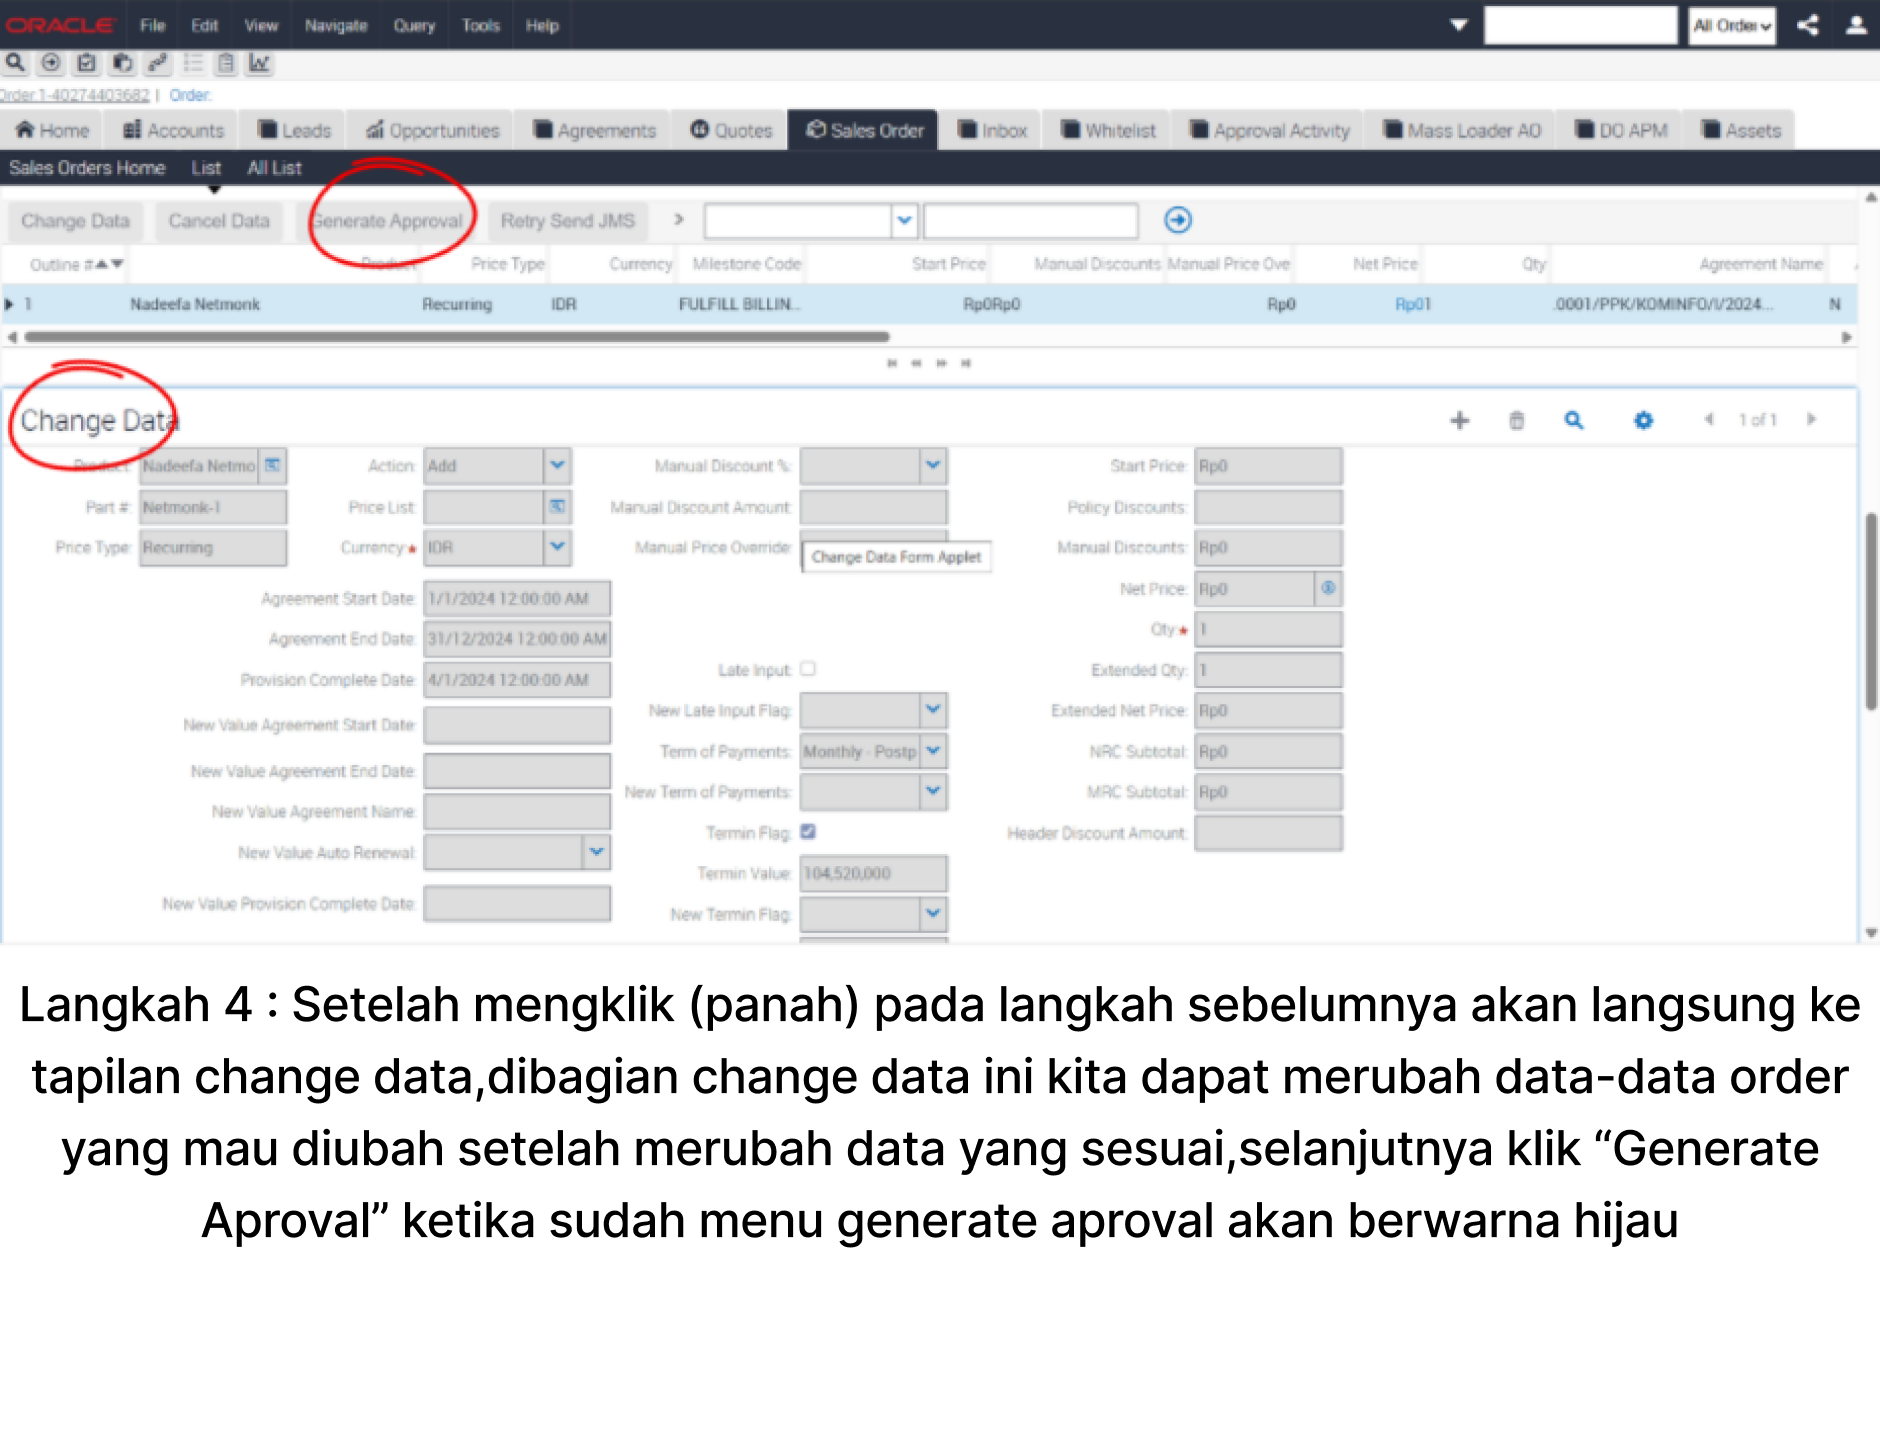 ORACLE File Edit View Navigate Query Tools Help All Order
Order:1-40274403682 | Order:
Home Accounts Leads Opportunities Agreements Quotes Sales Order Inbox Whitelist Approval Activity Mass Loader AO DO APM Assets
Sales Orders Home List All List
Change Data Cancel Data Generate Approval Retry Send JMS
Outline # Product Price Type Currency Milestone Code Start Price Manual Discounts Manual Price Ove Net Price Qty Agreement Name
1 Nadeefa Netmonk Recurring IDR FULFILL BILLIN... Rp0Rp0 Rp0 Rp01 .0001/PPK/KOMINFO/I/2024... N
Change Data 1 of 1
Product: Nadeefa Netmo Action: Add Manual Discount %: Start Price: Rp0
Part #: Netmonk-1 Price List: Manual Discount Amount: Policy Discounts:
Price Type: Recurring Currency:★ IDR Manual Price Override: Manual Discounts: Rp0
Change Data Form Applet
Net Price: Rp0
Agreement Start Date: 1/1/2024 12:00:00 AM
Qty:★ 1
Agreement End Date: 31/12/2024 12:00:00 AM
Late Input: Extended Qty: 1
Provision Complete Date: 4/1/2024 12:00:00 AM
New Late Input Flag: Extended Net Price: Rp0
New Value Agreement Start Date:
Term of Payments: Monthly - Postp NRC Subtotal: Rp0
New Value Agreement End Date:
New Term of Payments: MRC Subtotal: Rp0
New Value Agreement Name:
Termin Flag: Header Discount Amount:
New Value Auto Renewal:
Termin Value: 104,520,000
New Value Provision Complete Date:
New Termin Flag:
Langkah 4 : Setelah mengklik (panah) pada langkah sebelumnya akan langsung ke
tapilan change data,dibagian change data ini kita dapat merubah data-data order
yang mau diubah setelah merubah data yang sesuai,selanjutnya klik “Generate
Aproval” ketika sudah menu generate aproval akan berwarna hijau